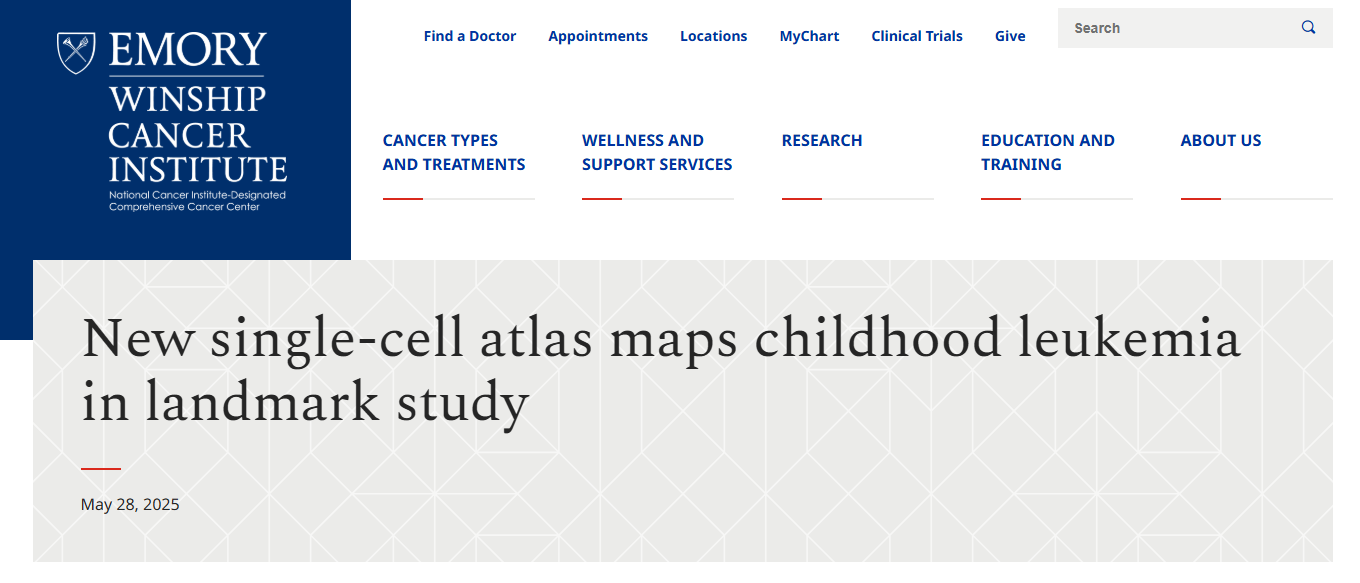 EMORY
WINSHIP
CANCER
INSTITUTE
National Cancer Institute-Designated
Comprehensive Cancer Center
Find a Doctor
Appointments
Locations
MyChart
Clinical Trials
Give
Search
CANCER TYPES
AND TREATMENTS
WELLNESS AND
SUPPORT SERVICES
RESEARCH
EDUCATION AND
TRAINING
ABOUT US
New single-cell atlas maps childhood leukemia
in landmark study
May 28, 2025